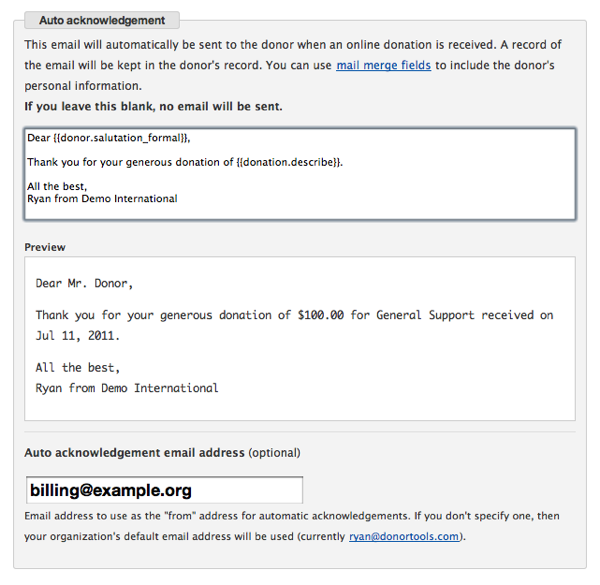 Auto acknowledgement
This email will automatically be sent to the donor when an online donation is received. A record of
the email will be kept in the donor's record. You can use mail merge fields to include the donor's
personal information.
If you leave this blank, no email will be sent.
Dear {{donor.salutation_formal}},
Thank you for your generous donation of {{donation.describe}}.
All the best,
Ryan from Demo International
Preview
Dear Mr. Donor,
Thank you for your generous donation of $100.00 for General Support received on
Jul 11, 2011.
All the best,
Ryan from Demo International
Auto acknowledgement email address (optional)
billing@example.org
Email address to use as the "from" address for automatic acknowledgements. If you don't specify one, then
your organization's default email address will be used (currently ryan@donortools.com).